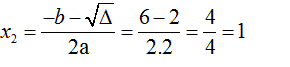 x₂ = (-b - √Δ)/2a = (6 - 2)/2.2 = 4/4 = 1